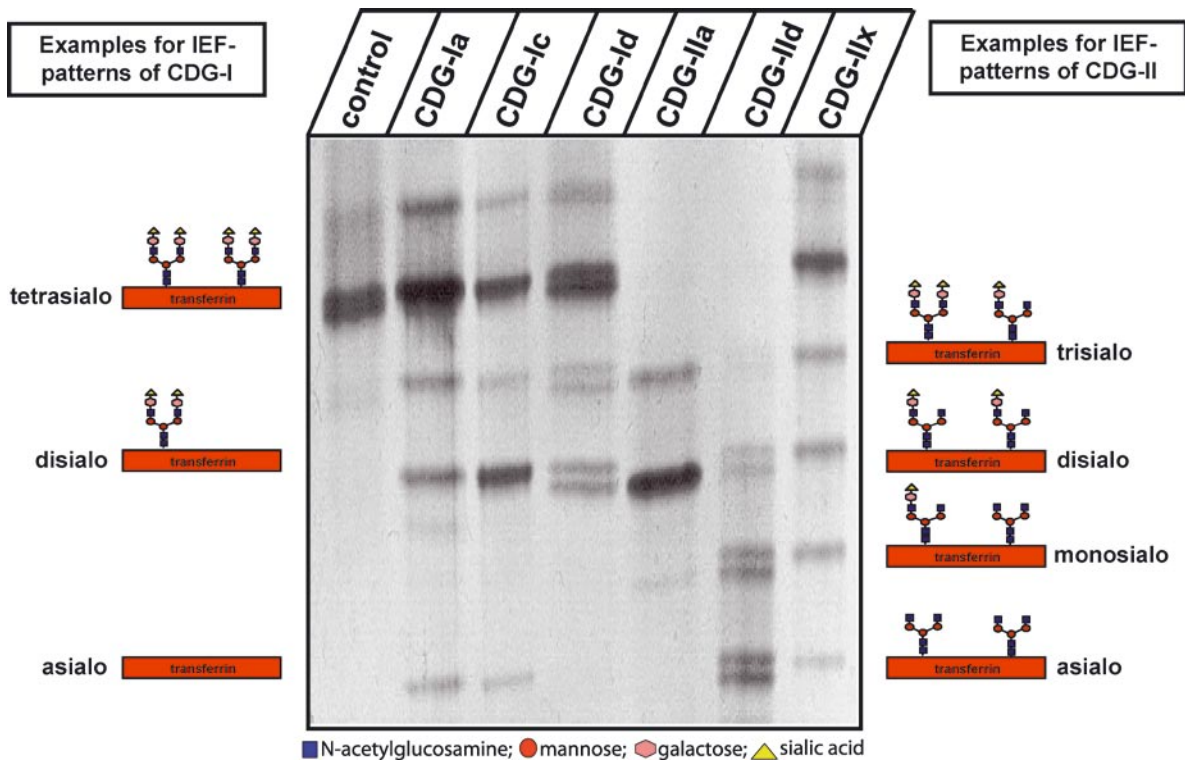 Examples for IEF-
patterns of CDG-I
control
CDG-Ia
CDG-Ic
CDG-Id
CDG-IIa
CDG-IId
CDG-IIx
Examples for IEF-
patterns of CDG-II
tetrasialo
transferrin
disialo
transferrin
asialo
transferrin
transferrin
trisialo
transferrin
disialo
transferrin
monosialo
transferrin
asialo
N-acetylglucosamine; mannose; galactose; sialic acid